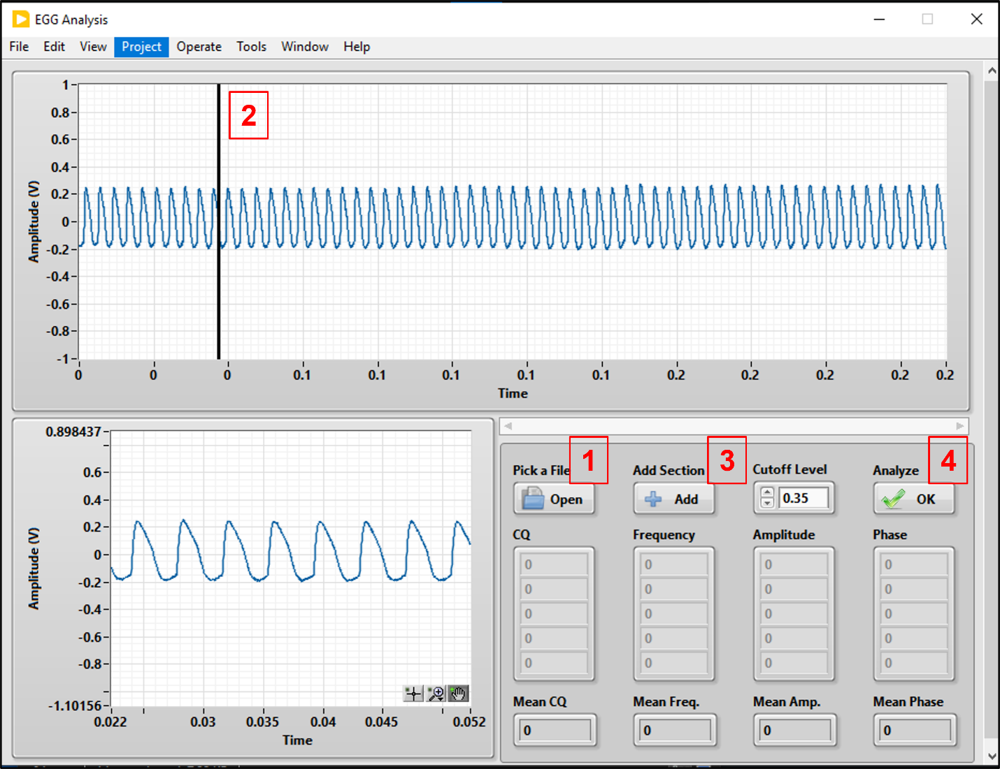 EGG Analysis
File Edit View Project Operate Tools Window Help
1
0.8
0.6
0.4
0.2
0
-0.2
-0.4
-0.6
-0.8
-1
Amplitude (V)
2
0 0 0 0.1 0.1 0.1 0.1 0.1 0.2 0.2 0.2 0.2 0.2
Time
0.898437
0.6
0.4
0.2
0
-0.2
-0.4
-0.6
-0.8
-1.10156
Amplitude (V)
0.022 0.03 0.035 0.04 0.045 0.052
Time
1 3 4
Pick a File Add Section Cutoff Level Analyze
Open Add 0.35 OK
CQ Frequency Amplitude Phase
0 0 0 0
0 0 0 0
0 0 0 0
0 0 0 0
0 0 0 0
Mean CQ Mean Freq. Mean Amp. Mean Phase
0 0 0 0